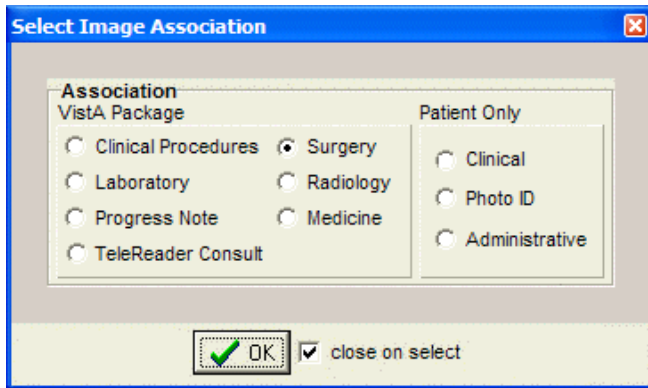 Select Image Association
Association
VistA Package
Patient Only
Clinical Procedures
Surgery
Laboratory
Radiology
Progress Note
Medicine
TeleReader Consult
Clinical
Photo ID
Administrative
OK
close on select